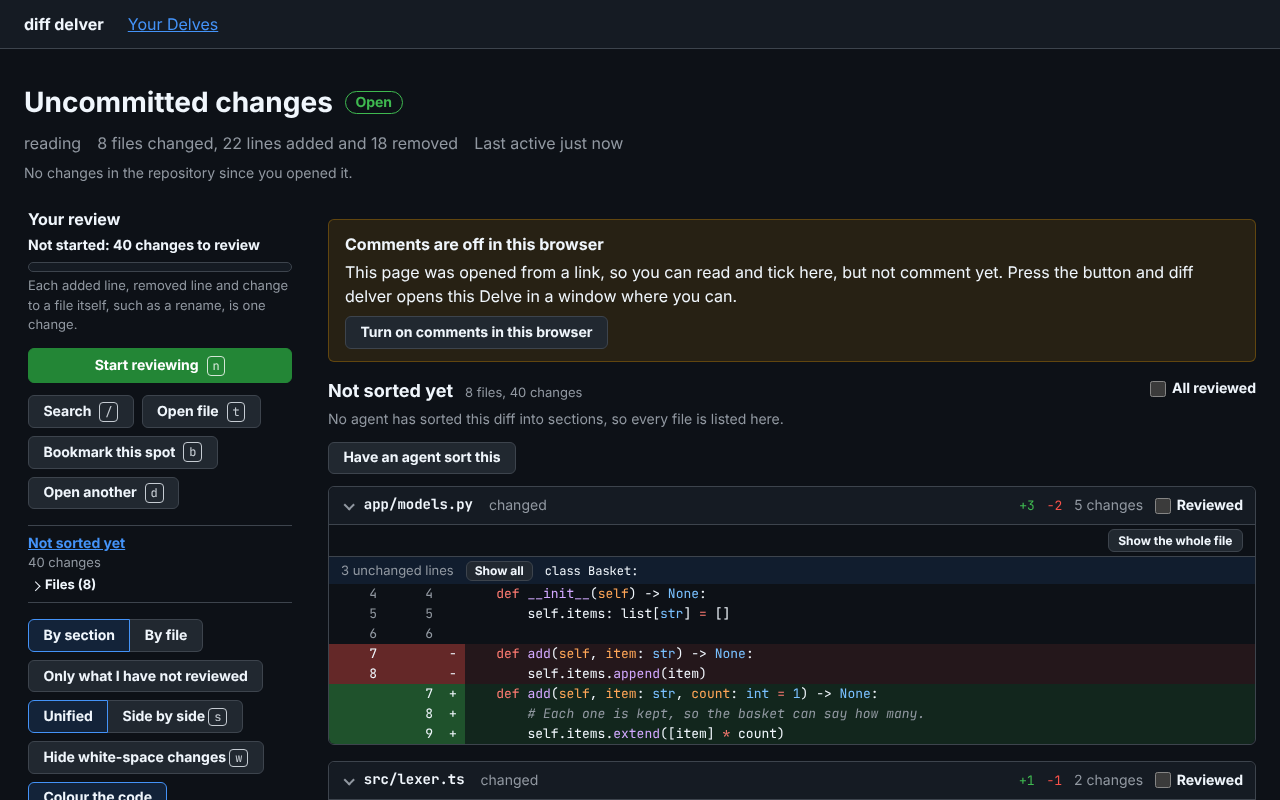 diff delver Your Delves
Uncommitted changes Open
reading 8 files changed, 22 lines added and 18 removed Last active just now
No changes in the repository since you opened it.
Your review
Not started: 40 changes to review
Each added line, removed line and change
to a file itself, such as a rename, is one
change.
Start reviewing n
Search / Open file t
Bookmark this spot b
Open another d
Not sorted yet
40 changes
Files (8)
By section By file
Only what I have not reviewed
Unified Side by side s
Hide white-space changes w
Colour the code
Comments are off in this browser
This page was opened from a link, so you can read and tick here, but not comment yet. Press the button and diff
delver opens this Delve in a window where you can.
Turn on comments in this browser
Not sorted yet 8 files, 40 changes All reviewed
No agent has sorted this diff into sections, so every file is listed here.
Have an agent sort this
app/models.py changed +3 -2 5 changes Reviewed
Show the whole file
3 unchanged lines Show all class Basket:
4 4 def __init__(self) -> None:
5 5 self.items: list[str] = []
6 6
7 - def add(self, item: str) -> None:
8 - self.items.append(item)
7 + def add(self, item: str, count: int = 1) -> None:
8 + # Each one is kept, so the basket can say how many.
9 + self.items.extend([item] * count)
src/lexer.ts changed +1 -1 2 changes Reviewed